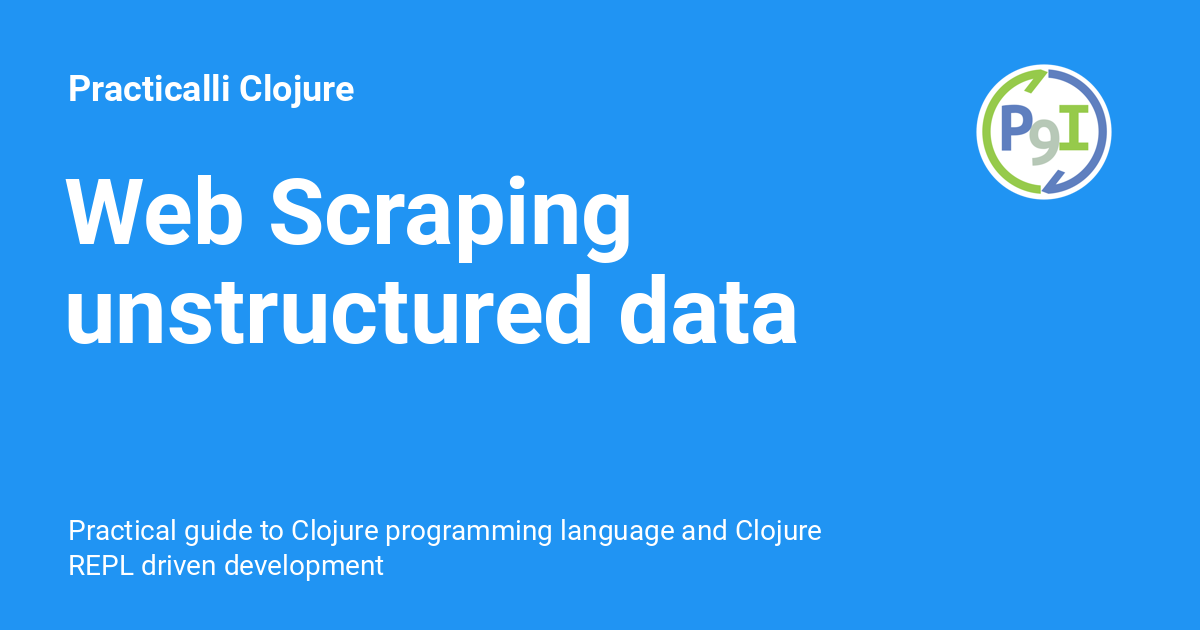 Practicalli Clojure
P9I
Web Scraping
unstructured data
Practical guide to Clojure programming language and Clojure
REPL driven development